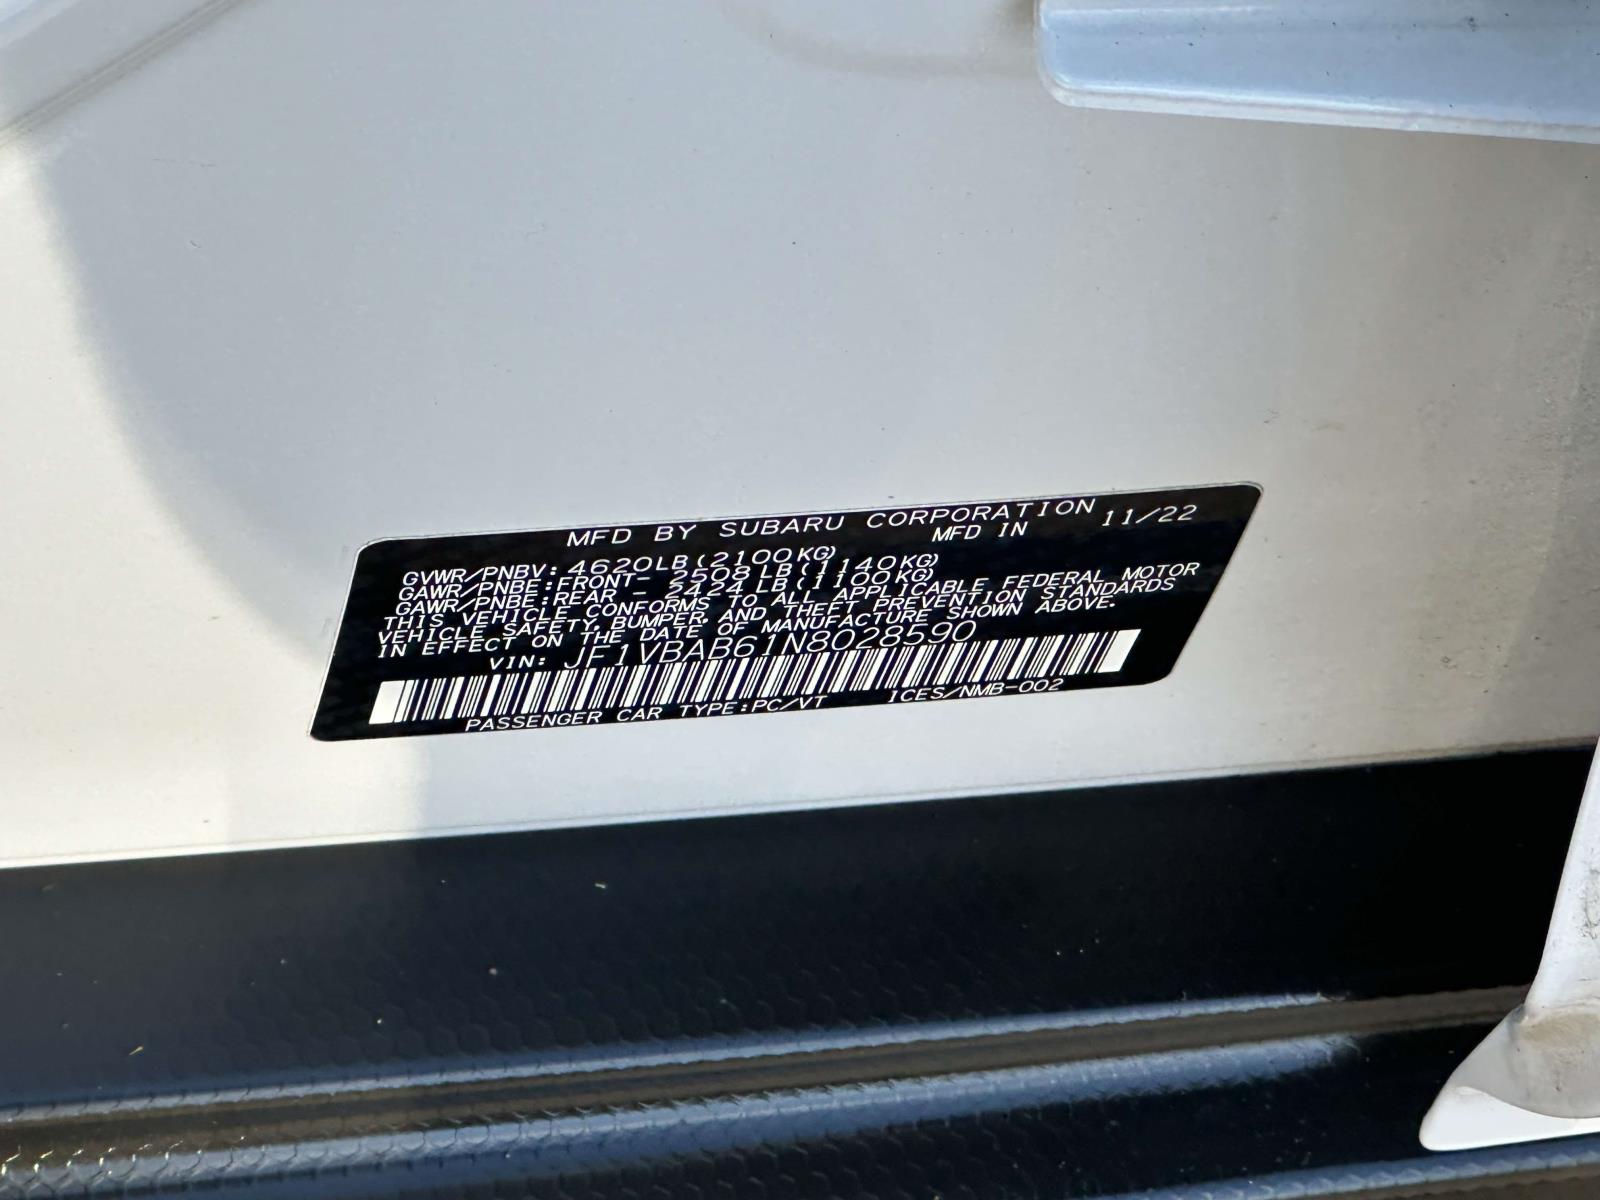 MFD BY SUBARU CORPORATION
MFD IN 11/22
GVWR/PNBV: 4620LB(2100KG)
GAWR/PNBE:FRONT- 2508LB(1140KG)
GAWR/PNBE:REAR - 2424LB(1100KG)
THIS VEHICLE CONFORMS TO ALL APPLICABLE FEDERAL MOTOR
VEHICLE SAFETY, BUMPER, AND THEFT PREVENTION STANDARDS
IN EFFECT ON THE DATE OF MANUFACTURE SHOWN ABOVE.
VIN: JF1VBAB61N8028590
PASSENGER CAR TYPE:PC/VT ICES/NMB-002